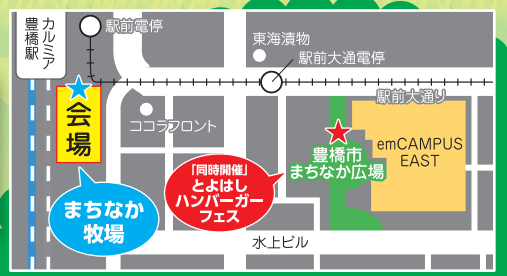 カルミア
豊橋駅
駅前電停
東海漬物
駅前大通電停
駅前大通り
会場
ココラフロント
emCAMPUS
EAST
豊橋市
まちなか広場
「同時開催」
とよはし
ハンバーガー
フェス
まちなか
牧場
水上ビル